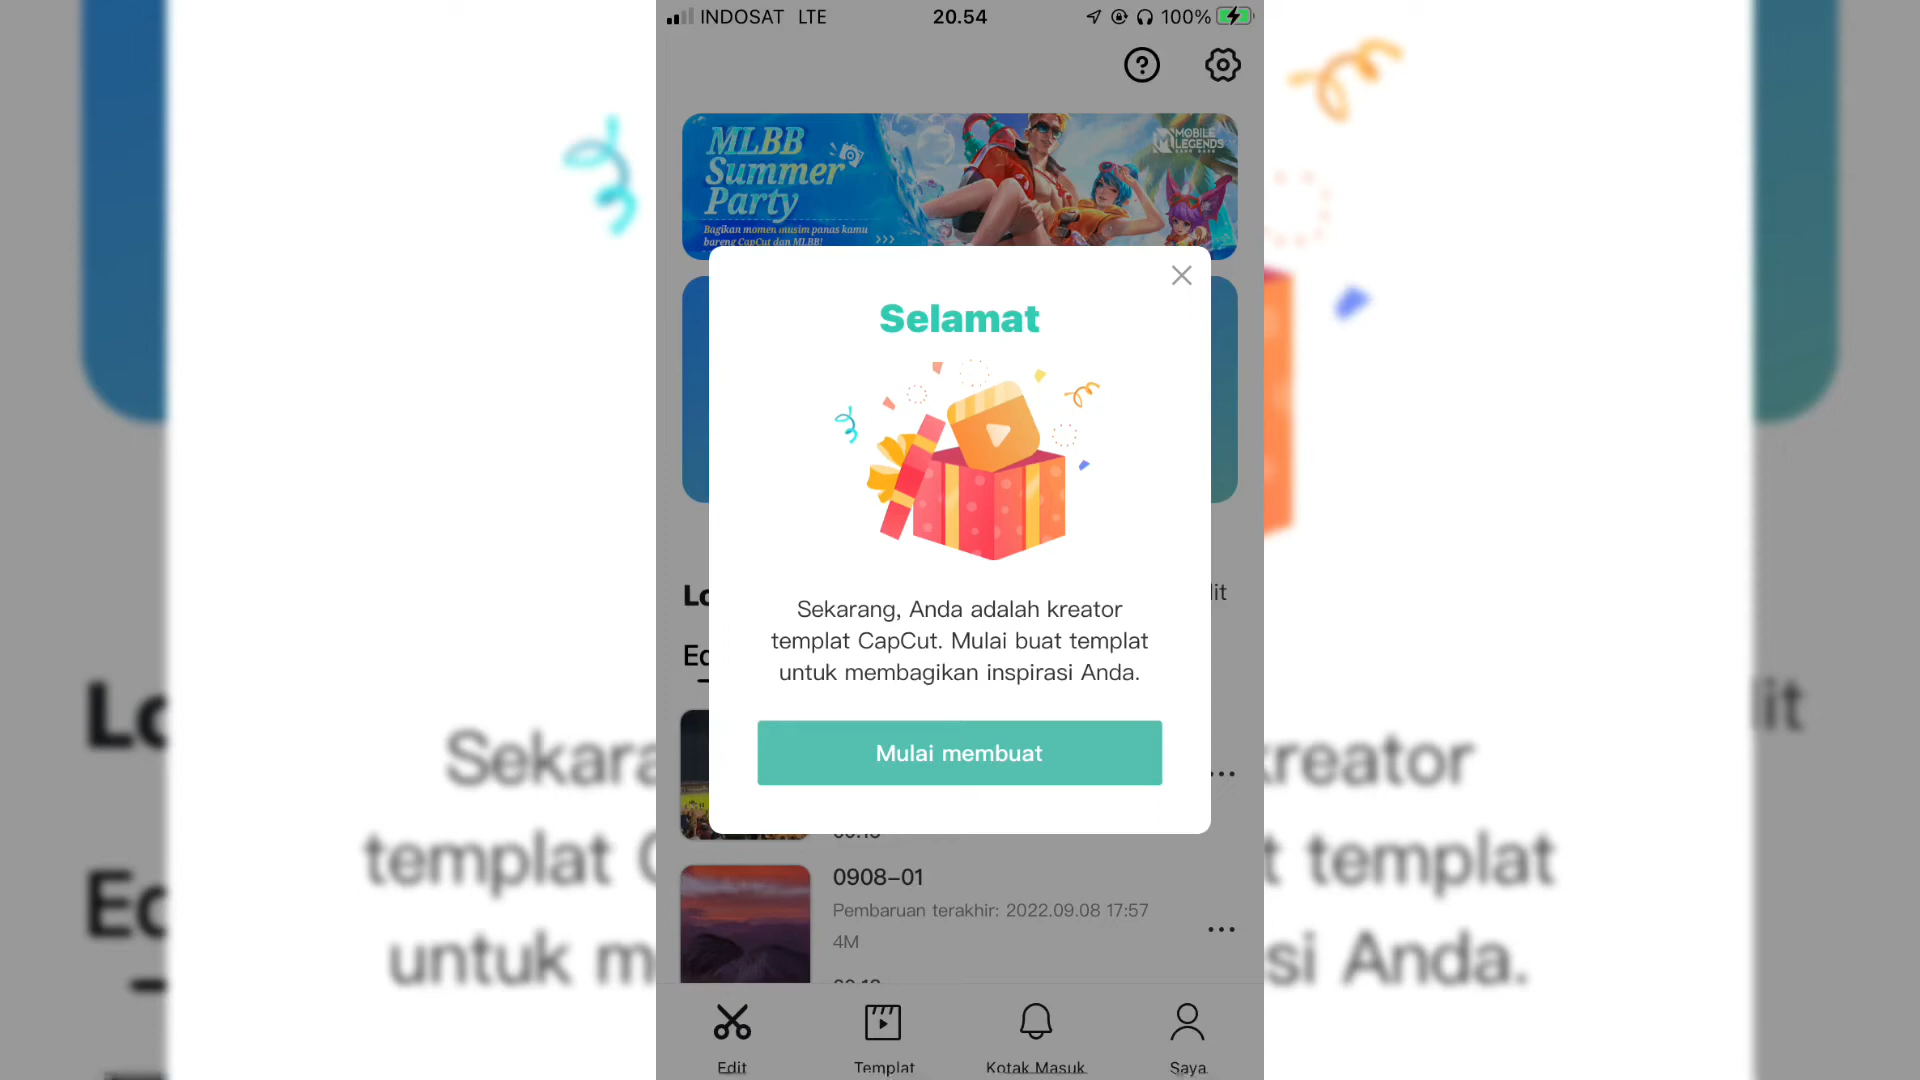 INDOSAT LTE 20.54 100%
MLBB
Summer
Party
Bagikan momen musim panas kamu
bareng CapCut dan MLBB!
MOBILE
LEGENDS
Selamat
Sekarang, Anda adalah kreator
templat CapCut. Mulai buat templat
untuk membagikan inspirasi Anda.
Mulai membuat
0908-01
Pembaruan terakhir: 2022.09.08 17:57
4M
Edit Templat Kotak Masuk Saya